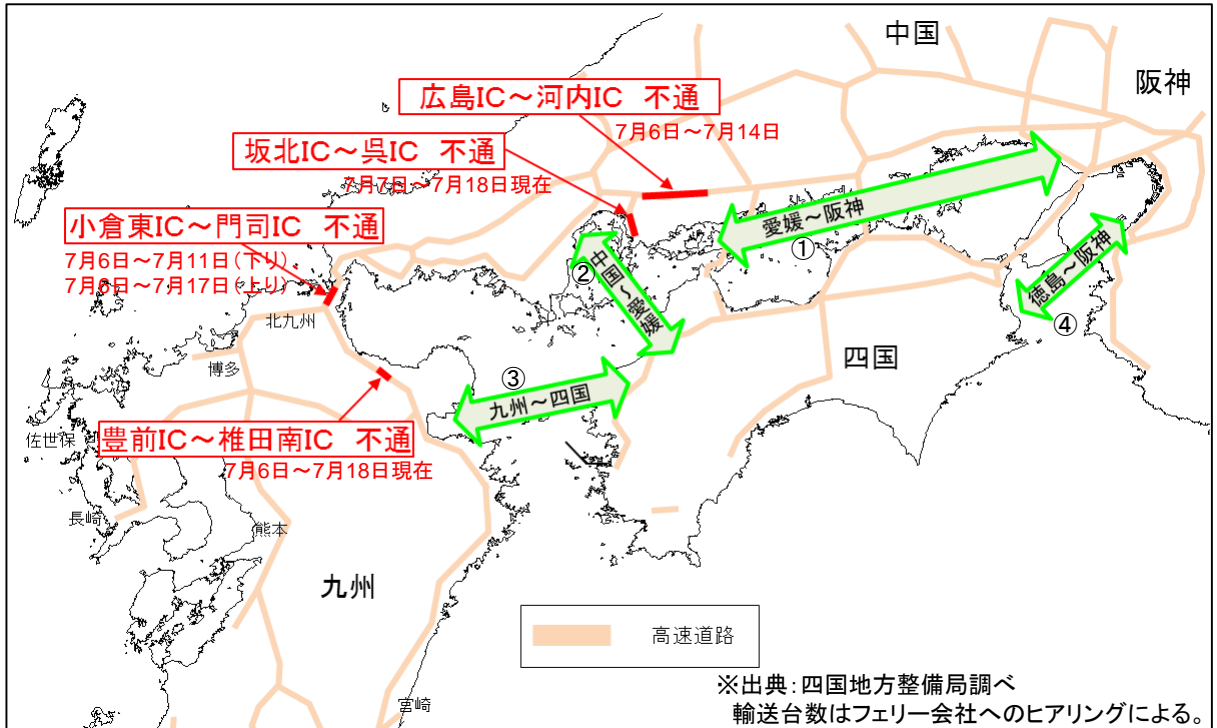 中国
阪神
広島IC～河内IC 不通
7月6日～7月14日
坂北IC～呉IC 不通
7月7日～7月18日現在
小倉東IC～門司IC 不通
7月6日～7月11日(下り)
7月6日～7月17日(上り)
愛媛～阪神
①
②
中国～愛媛
徳島～阪神
④
北九州
博多
③
九州～四国
四国
佐世保
豊前IC～椎田南IC 不通
7月6日～7月18日現在
長崎
熊本
九州
高速道路
宮崎
※出典:四国地方整備局調べ
輸送台数はフェリー会社へのヒアリングによる。